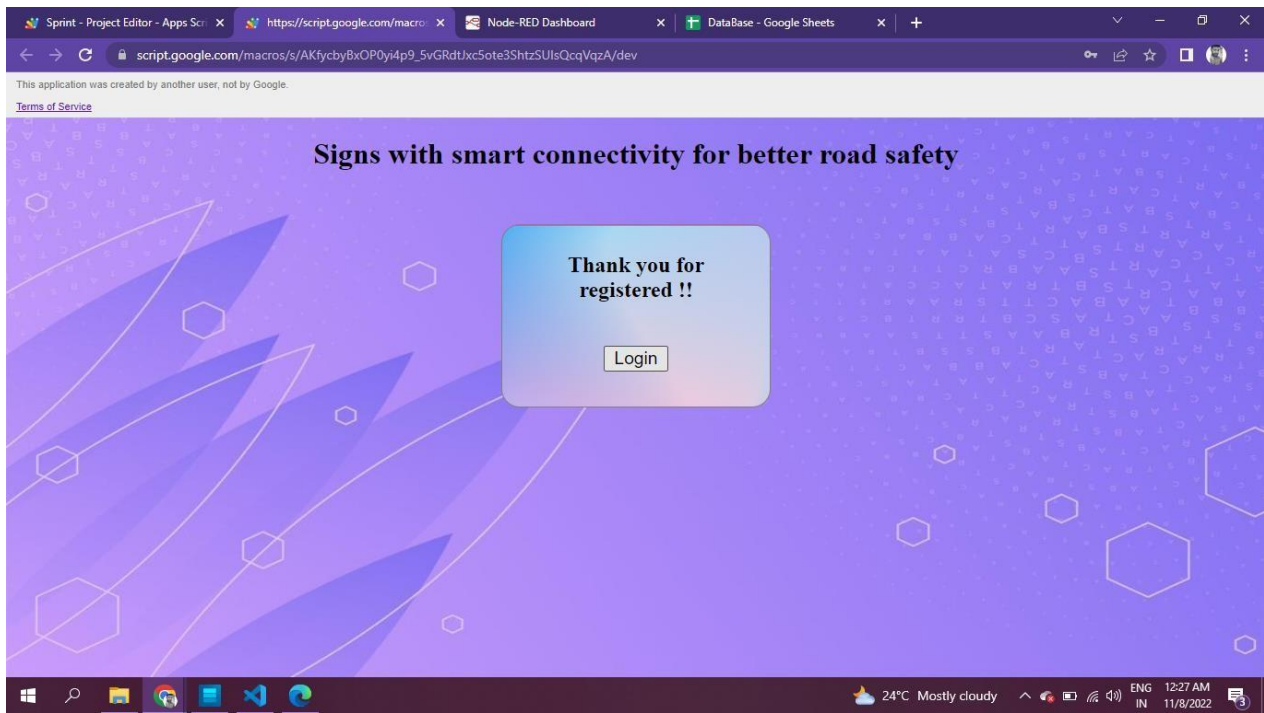 Sprint - Project Editor - Apps Scri
https://script.google.com/macro
Node-RED Dashboard
DataBase - Google Sheets
script.google.com/macros/s/AKfycbyBxOP0yi4p9_5vGRdtJxc5ote3ShtzSUIsQcqVqzA/dev
This application was created by another user, not by Google.
Terms of Service
Signs with smart connectivity for better road safety
Thank you for
registered !!
Login
24°C Mostly cloudy
ENG
IN
12:27 AM
11/8/2022
3